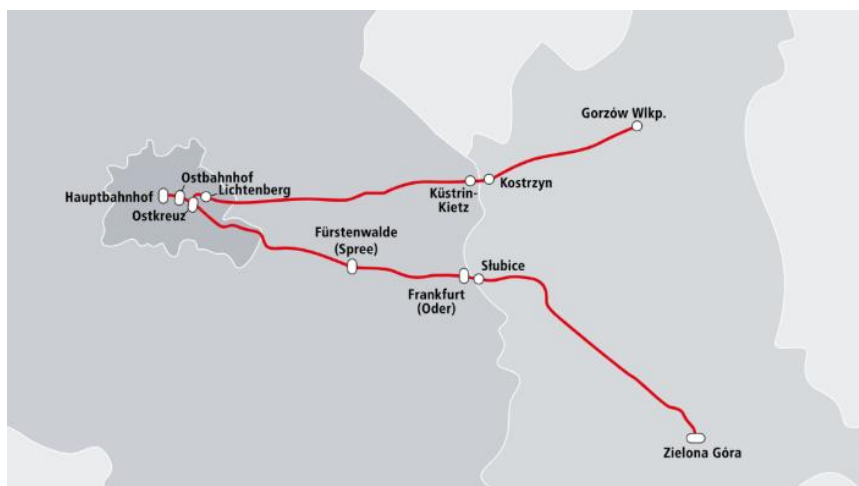 Gorzów Wlkp.
Ostbahnhof
Lichtenberg
Hauptbahnhof
Ostkreuz
Küstrin-
Kietz
Kostrzyn
Fürstenwalde
(Spree)
Słubice
Frankfurt
(Oder)
Zielona Góra